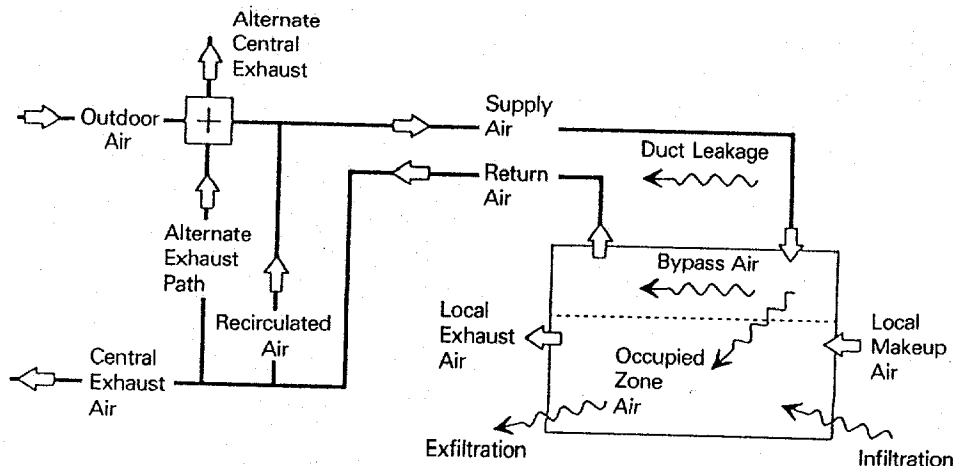 Alternate
Central
Exhaust
Outdoor
Air
Supply
Air
Duct Leakage
Return
Air
Alternate
Exhaust
Path
Bypass Air
Recirculated
Air
Local
Exhaust
Air
Local
Makeup
Air
Occupied
Zone
Air
Central
Exhaust
Air
Exfiltration
Infiltration